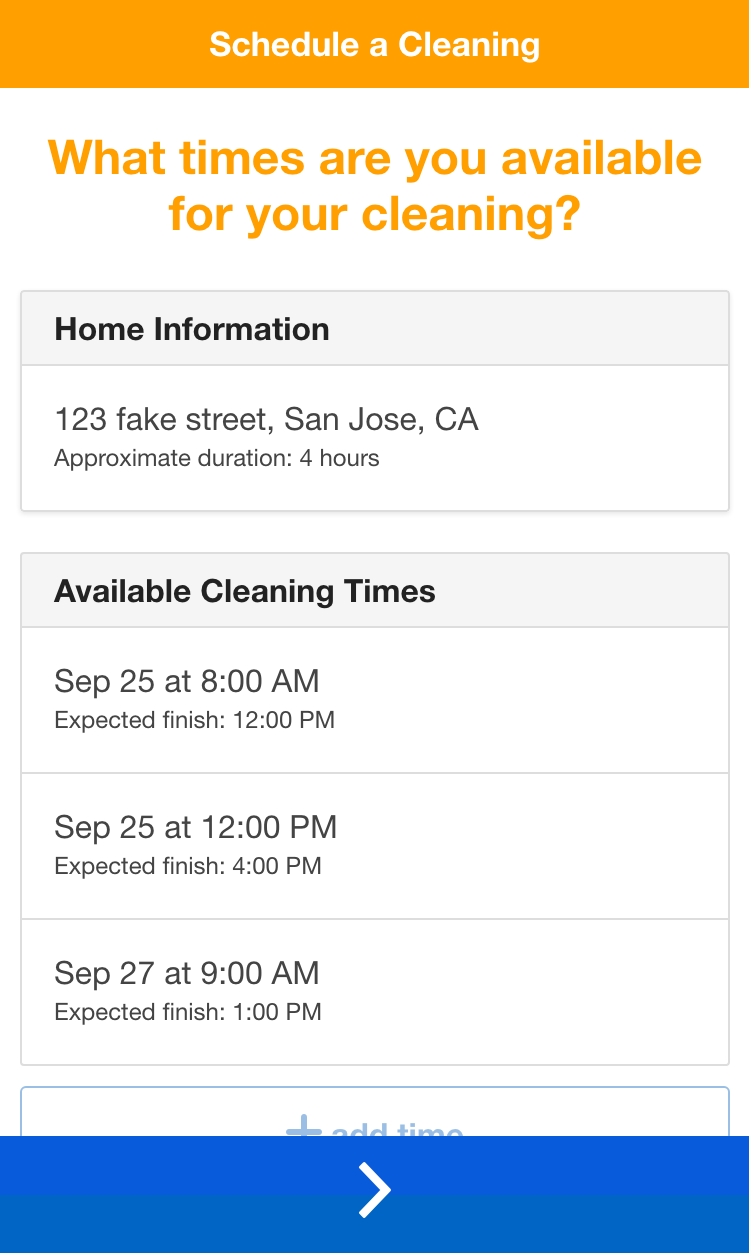 Schedule a Cleaning
What times are you available
for your cleaning?
Home Information
123 fake street, San Jose, CA
Approximate duration: 4 hours
Available Cleaning Times
Sep 25 at 8:00 AM
Expected finish: 12:00 PM
Sep 25 at 12:00 PM
Expected finish: 4:00 PM
Sep 27 at 9:00 AM
Expected finish: 1:00 PM
add time